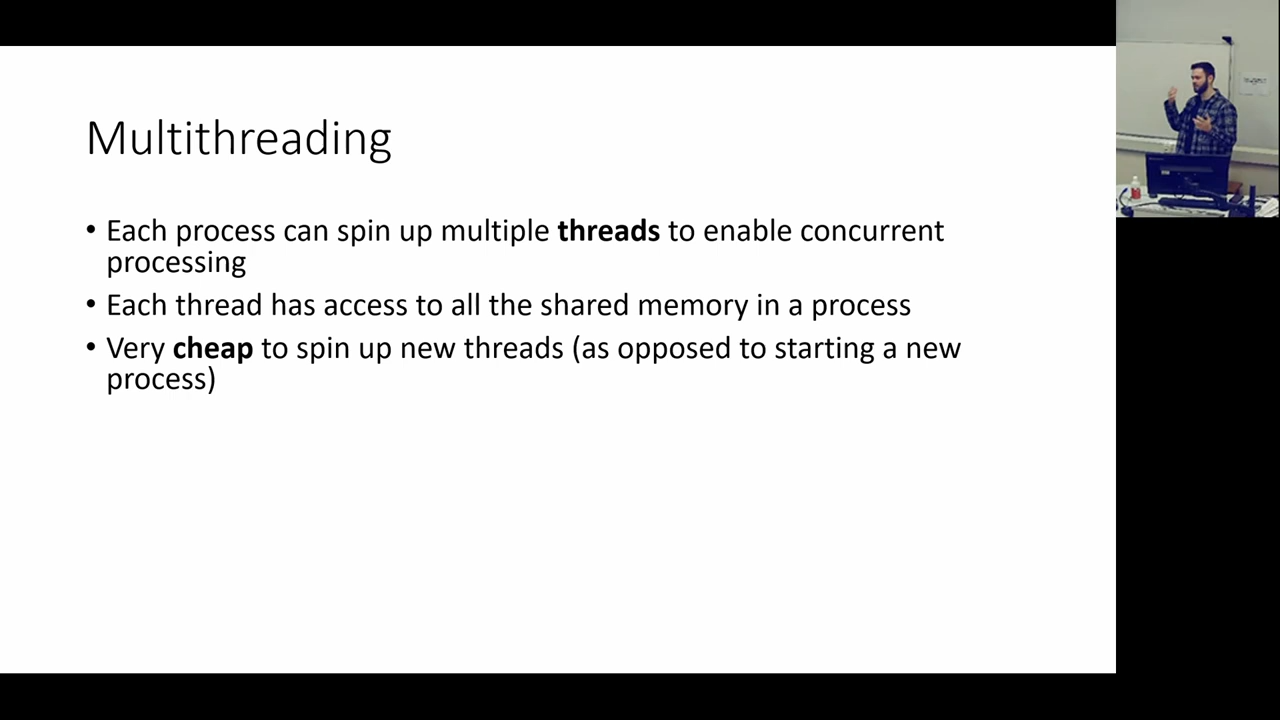 Multithreading
• Each process can spin up multiple threads to enable concurrent
processing
• Each thread has access to all the shared memory in a process
• Very cheap to spin up new threads (as opposed to starting a new
process)